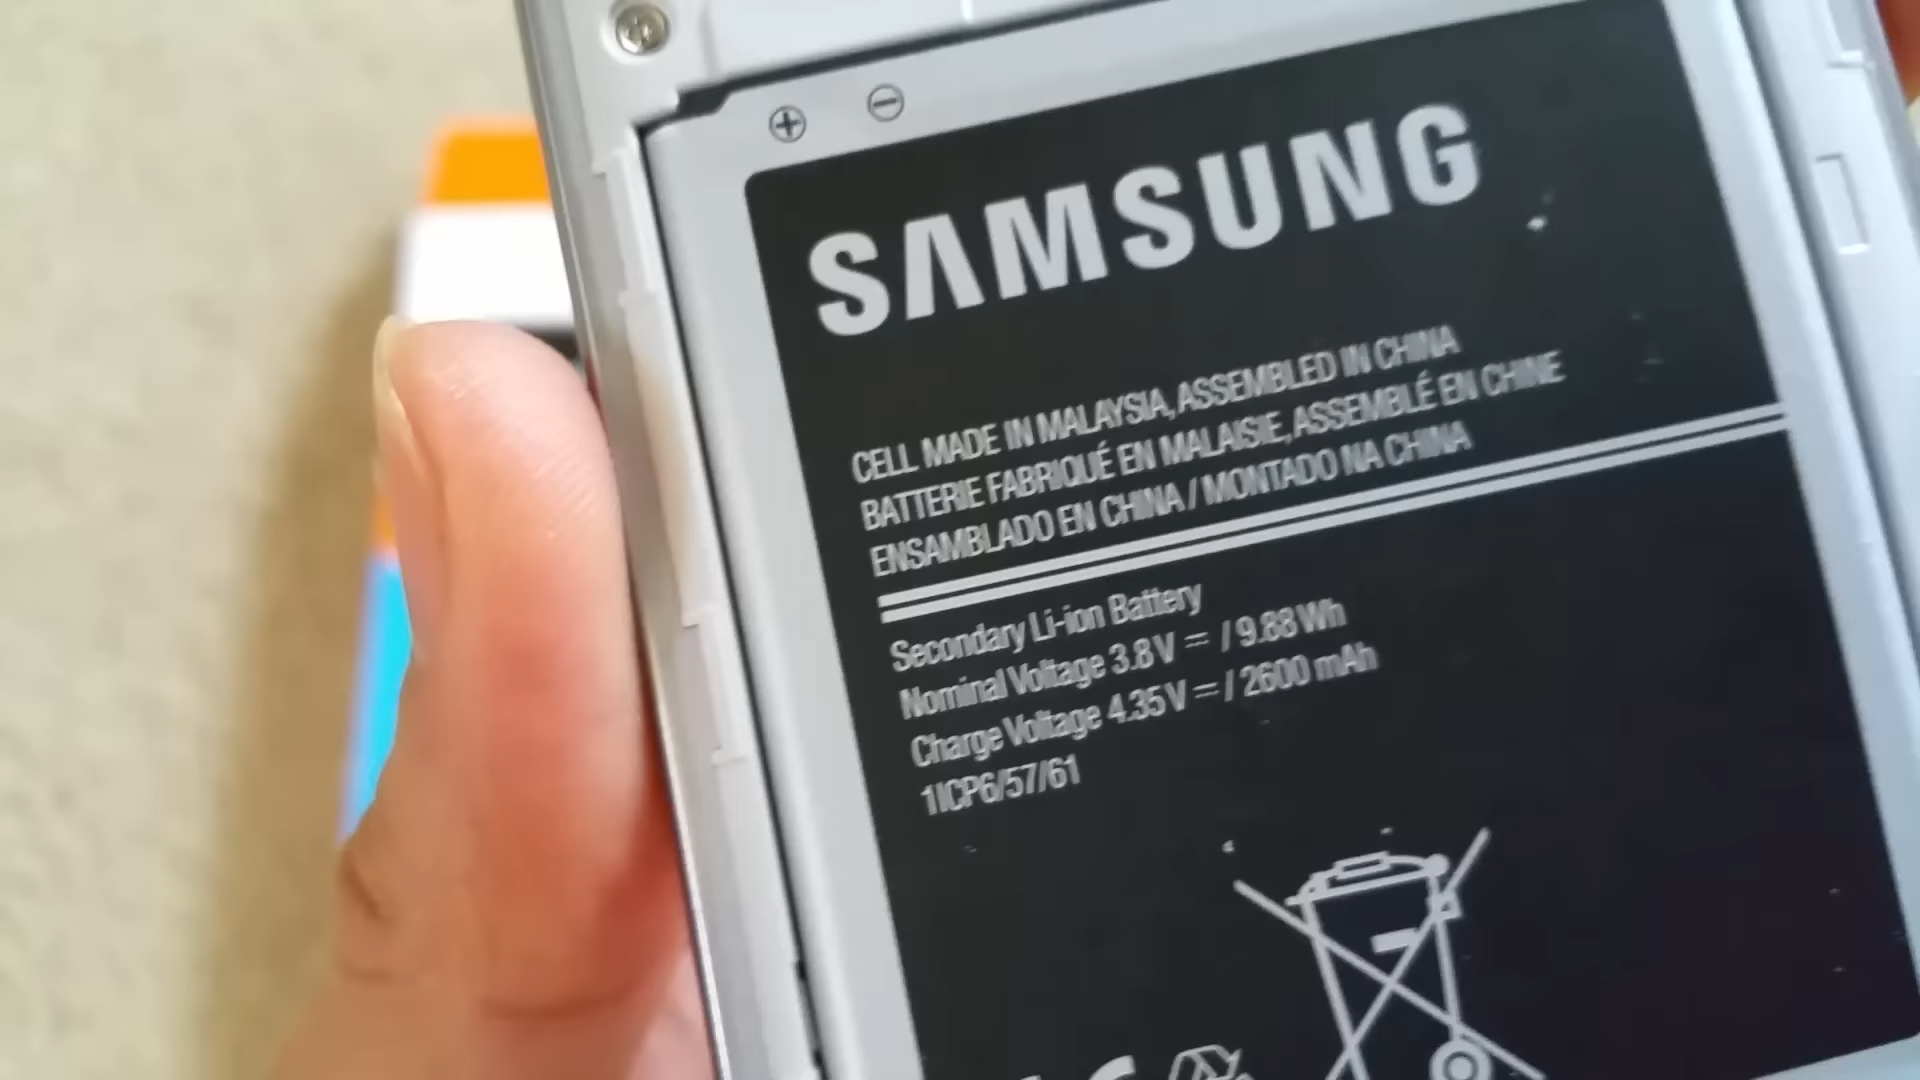 SAMSUNG
CELL MADE IN MALAYSIA, ASSEMBLED IN CHINA
BATTERIE FABRIQUÉ EN MALAISIE, ASSEMBLÉ EN CHINE
ENSAMBLADO EN CHINA / MONTADO NA CHINA
Secondary Li-ion Battery
Nominal Voltage 3.8V ⎓ / 9.88 Wh
Charge Voltage 4.35V ⎓ / 2600 mAh
1ICP6/57/61